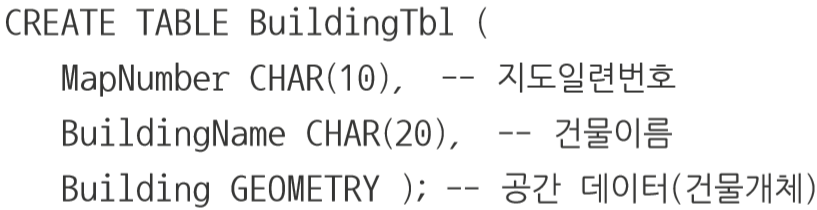 CREATE TABLE BuildingTbl (
MapNumber CHAR(10), -- 지도일련번호
BuildingName CHAR(20), -- 건물이름
Building GEOMETRY ); -- 공간 데이터(건물개체)